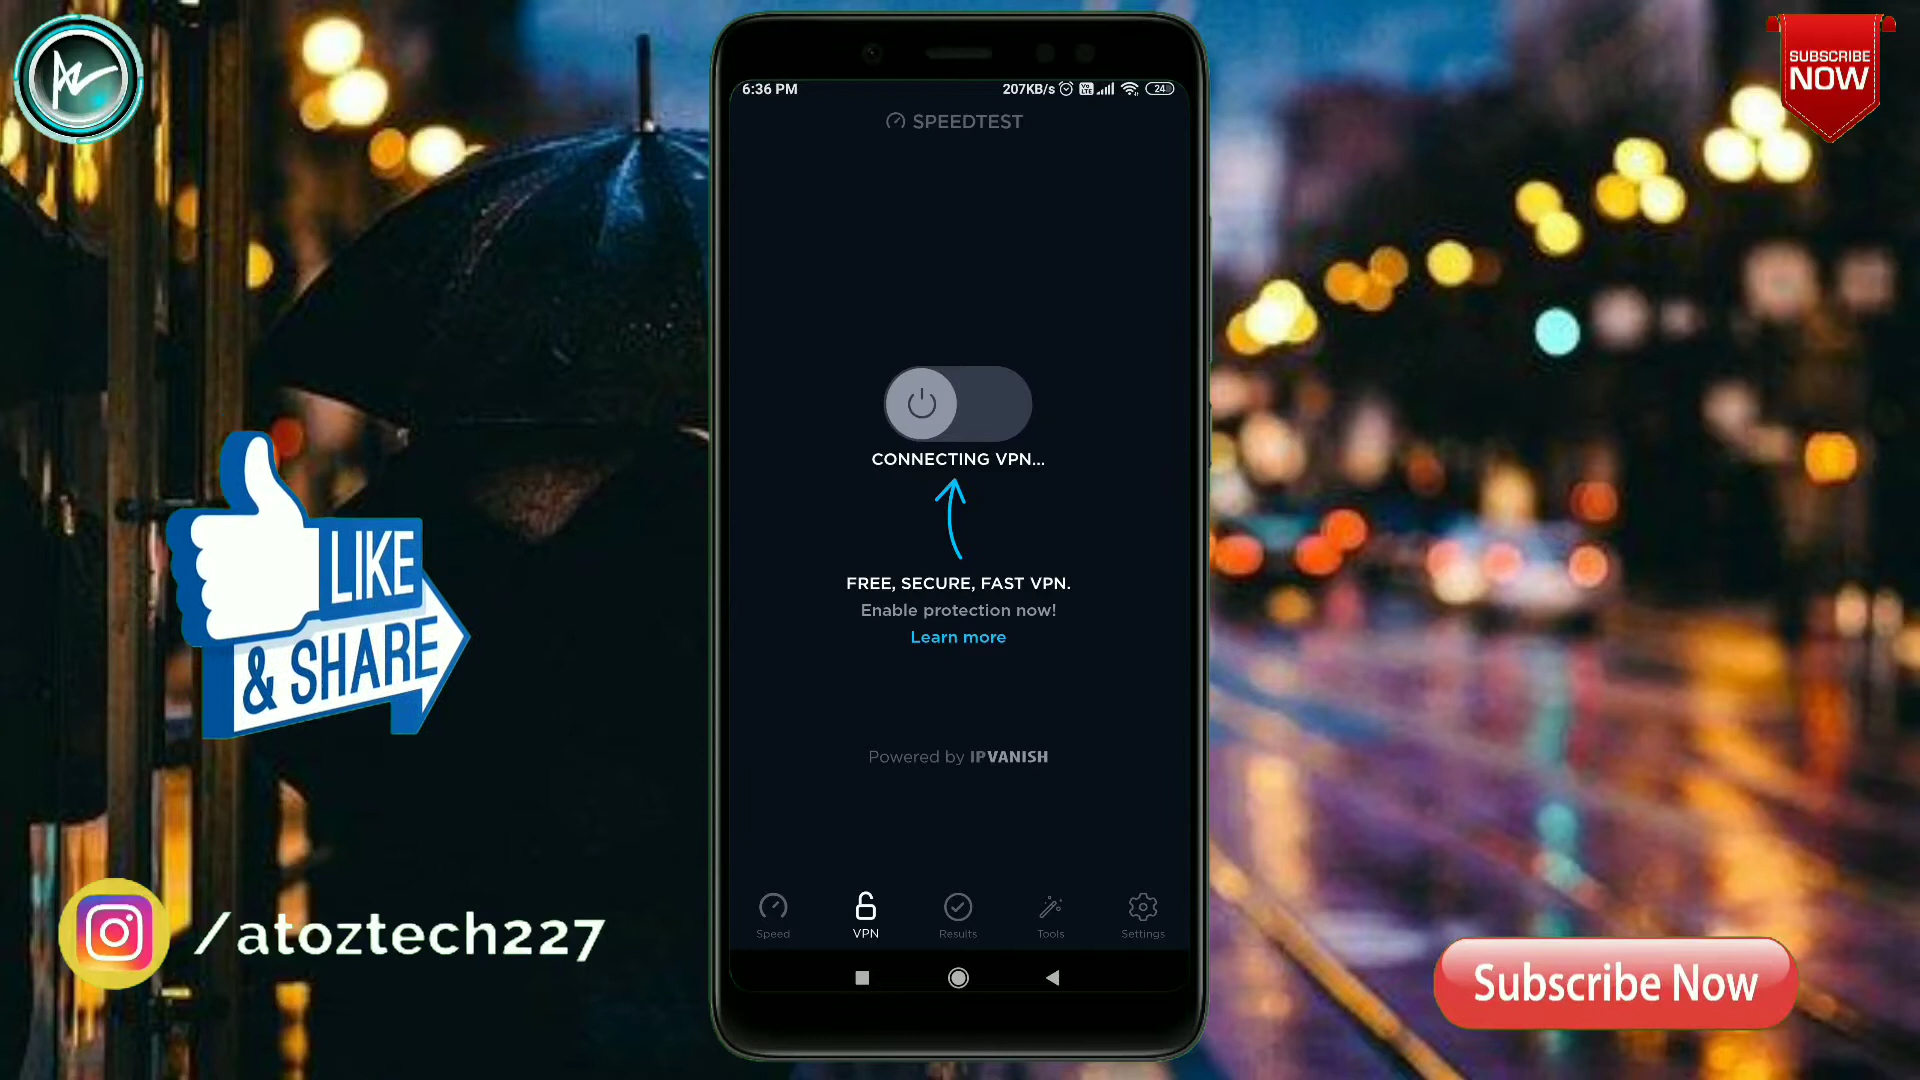 SUBSCRIBE
NOW
6:36 PM
207KB/s
24
SPEEDTEST
CONNECTING VPN...
FREE, SECURE, FAST VPN.
Enable protection now!
Learn more
Powered by IPVANISH
Speed
VPN
Results
Tools
Settings
LIKE
& SHARE
/atoztech227
Subscribe Now